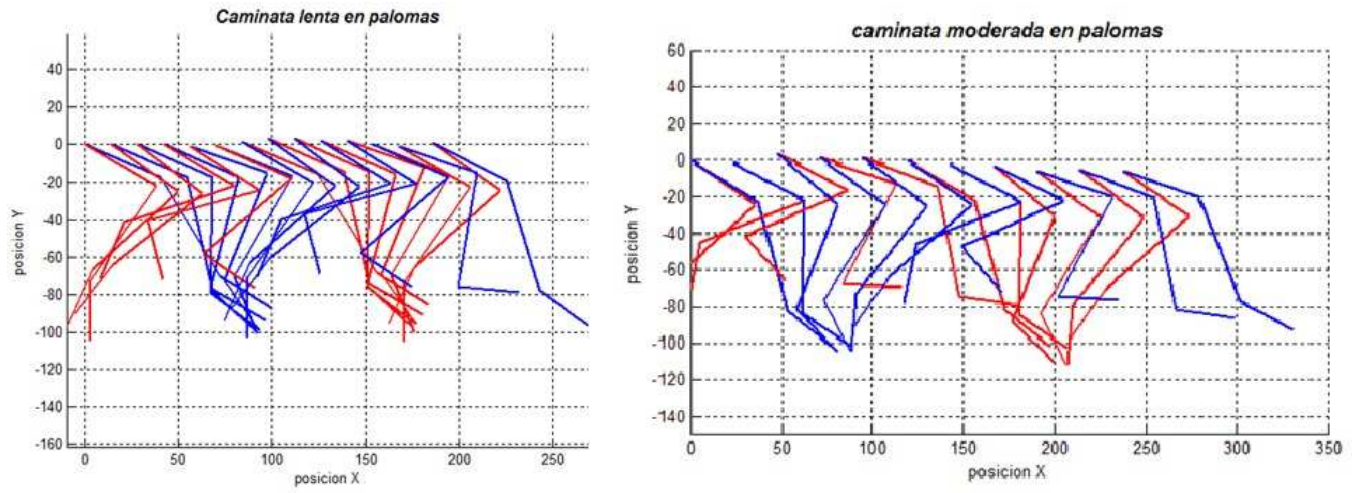 Caminata lenta en palomas
40
20
0
-20
-40
-60
-80
-100
-120
-140
-160
posicion Y
0 50 100 150 200 250
posicion X
caminata moderada en palomas
60
40
20
0
-20
-40
-60
-80
-100
-120
-140
posicion Y
0 50 100 150 200 250 300 350
posicion X